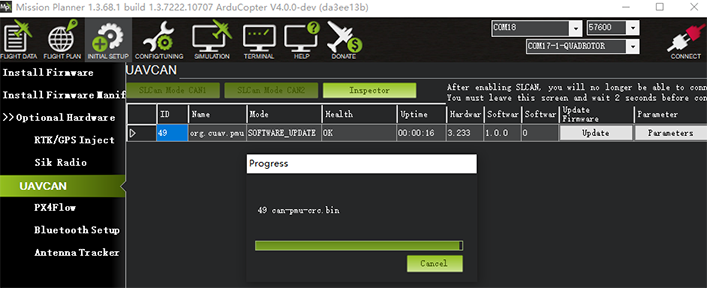 Mission Planner 1.3.68.1 build 1.3.7222.10707 ArduCopter V4.0.0-dev (da3ee13b)
FLIGHT DATA
FLIGHT PLAN
INITIAL SETUP
CONFIG/TUNING
SIMULATION
TERMINAL
HELP
DONATE
COM18
57600
COM17-1-QUADROTOR
CONNECT
Install Firmware
Install Firmware Manif
>>Optional Hardware
RTK/GPS Inject
Sik Radio
UAVCAN
PX4Flow
Bluetooth Setup
Antenna Tracker
UAVCAN
SLCan Mode CAN1
SLCan Mode CAN2
Inspector
After enabling SLCAN, you will no longer be able to conn
You must leave this screen and wait 2 seconds before con
ID Name Mode Health Uptime Hardwar Softwar Softwar Update Firmware Parameter
49 org.cuav.pmu SOFTWARE_UPDATE OK 00:00:16 3.233 1.0.0 0 Update Parameters
Progress
49 can-pmu-crc.bin
Cancel